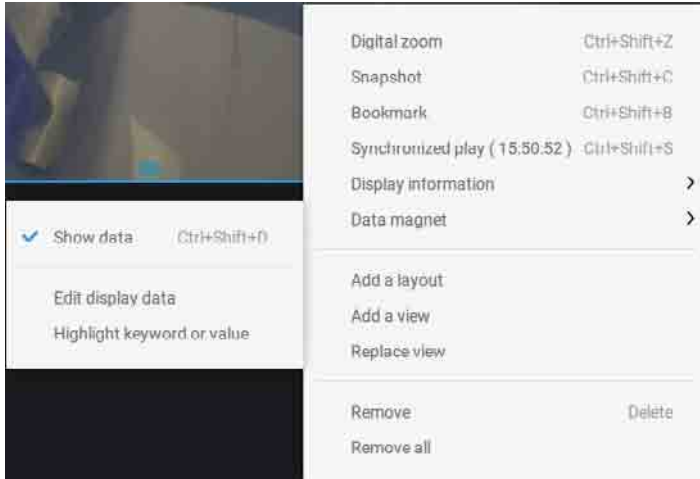 Digital zoom Ctrl+Shift+Z
Snapshot Ctrl+Shift+C
Bookmark Ctrl+Shift+B
Synchronized play ( 15:50:52 ) Ctrl+Shift+S
Display information
Data magnet
Show data Ctrl+Shift+D
Edit display data
Highlight keyword or value
Add a layout
Add a view
Replace view
Remove Delete
Remove all